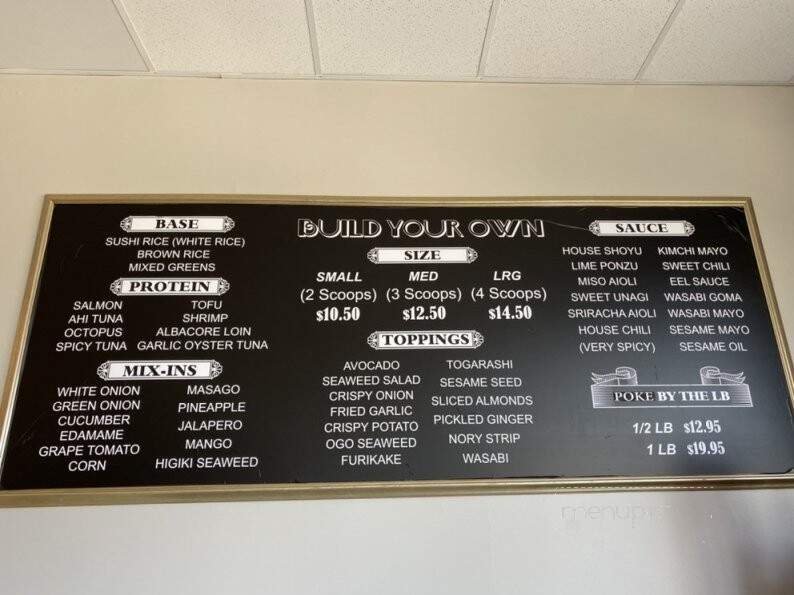 BUILD YOUR OWN
BASE
SUSHI RICE (WHITE RICE)
BROWN RICE
MIXED GREENS
PROTEIN
SALMON
AHI TUNA
OCTOPUS
SPICY TUNA
TOFU
SHRIMP
ALBACORE LOIN
GARLIC OYSTER TUNA
MIX-INS
WHITE ONION
GREEN ONION
CUCUMBER
EDAMAME
GRAPE TOMATO
CORN
MASAGO
PINEAPPLE
JALAPERO
MANGO
HIGIKI SEAWEED
SIZE
SMALL MED LRG
(2 Scoops) (3 Scoops) (4 Scoops)
$10.50 $12.50 $14.50
TOPPINGS
AVOCADO
SEAWEED SALAD
CRISPY ONION
FRIED GARLIC
CRISPY POTATO
OGO SEAWEED
FURIKAKE
TOGARASHI
SESAME SEED
SLICED ALMONDS
PICKLED GINGER
NORY STRIP
WASABI
SAUCE
HOUSE SHOYU
LIME PONZU
MISO AIOLI
SWEET UNAGI
SRIRACHA AIOLI
HOUSE CHILI
(VERY SPICY)
KIMCHI MAYO
SWEET CHILI
EEL SAUCE
WASABI GOMA
WASABI MAYO
SESAME MAYO
SESAME OIL
POKE BY THE LB
1/2 LB $12.95
1 LB $19.95